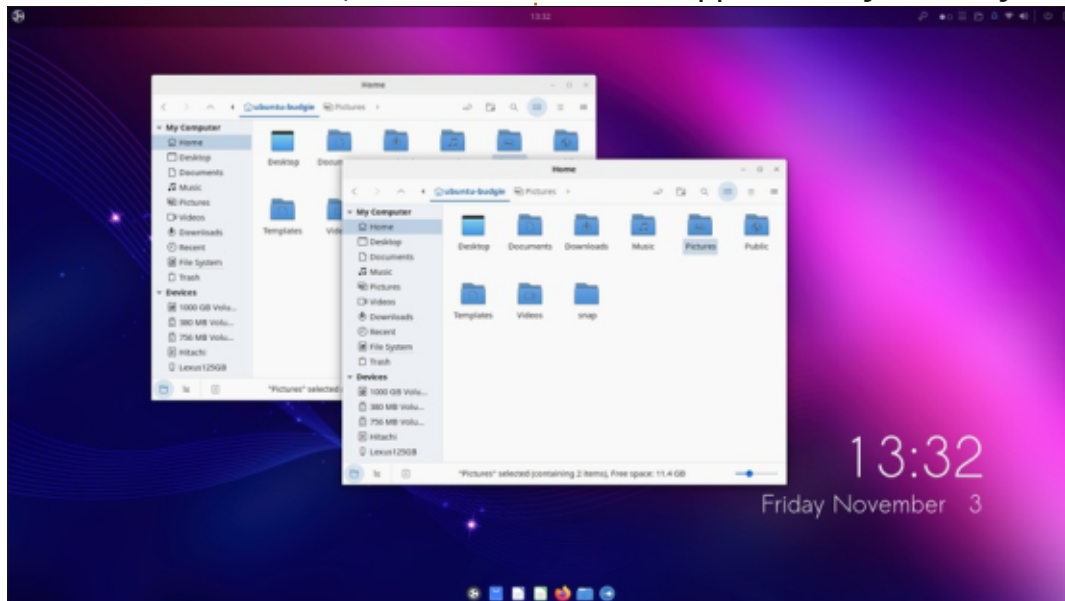 13:32
Home
ubuntu-budgie Pictures
My Computer
Home
Desktop
Documents
Music
Pictures
Videos
Downloads
Recent
File System
Trash
Devices
1000 GB Volu...
380 MB Volu...
756 MB Volu...
Hitachi
Lexus125GB
Desktop
Templates
"Pictures" selected
Home
ubuntu-budgie Pictures
My Computer
Home
Desktop
Documents
Music
Pictures
Videos
Downloads
Recent
File System
Trash
Devices
1000 GB Volu...
380 MB Volu...
756 MB Volu...
Hitachi
Lexus125GB
Desktop Documents Downloads Music Pictures Public
Templates Videos snap
"Pictures" selected (containing 2 items), Free space: 11.4 GB
13:32
Friday November 3